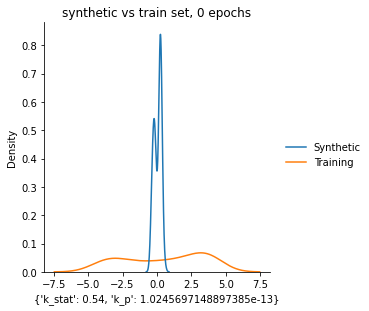 synthetic vs train set, 0 epochs
0.8
0.7
0.6
0.5
0.4
0.3
0.2
0.1
0.0
Density
Synthetic
Training
−7.5 −5.0 −2.5 0.0 2.5 5.0 7.5
{'k_stat': 0.54, 'k_p': 1.0245697148897385e-13}